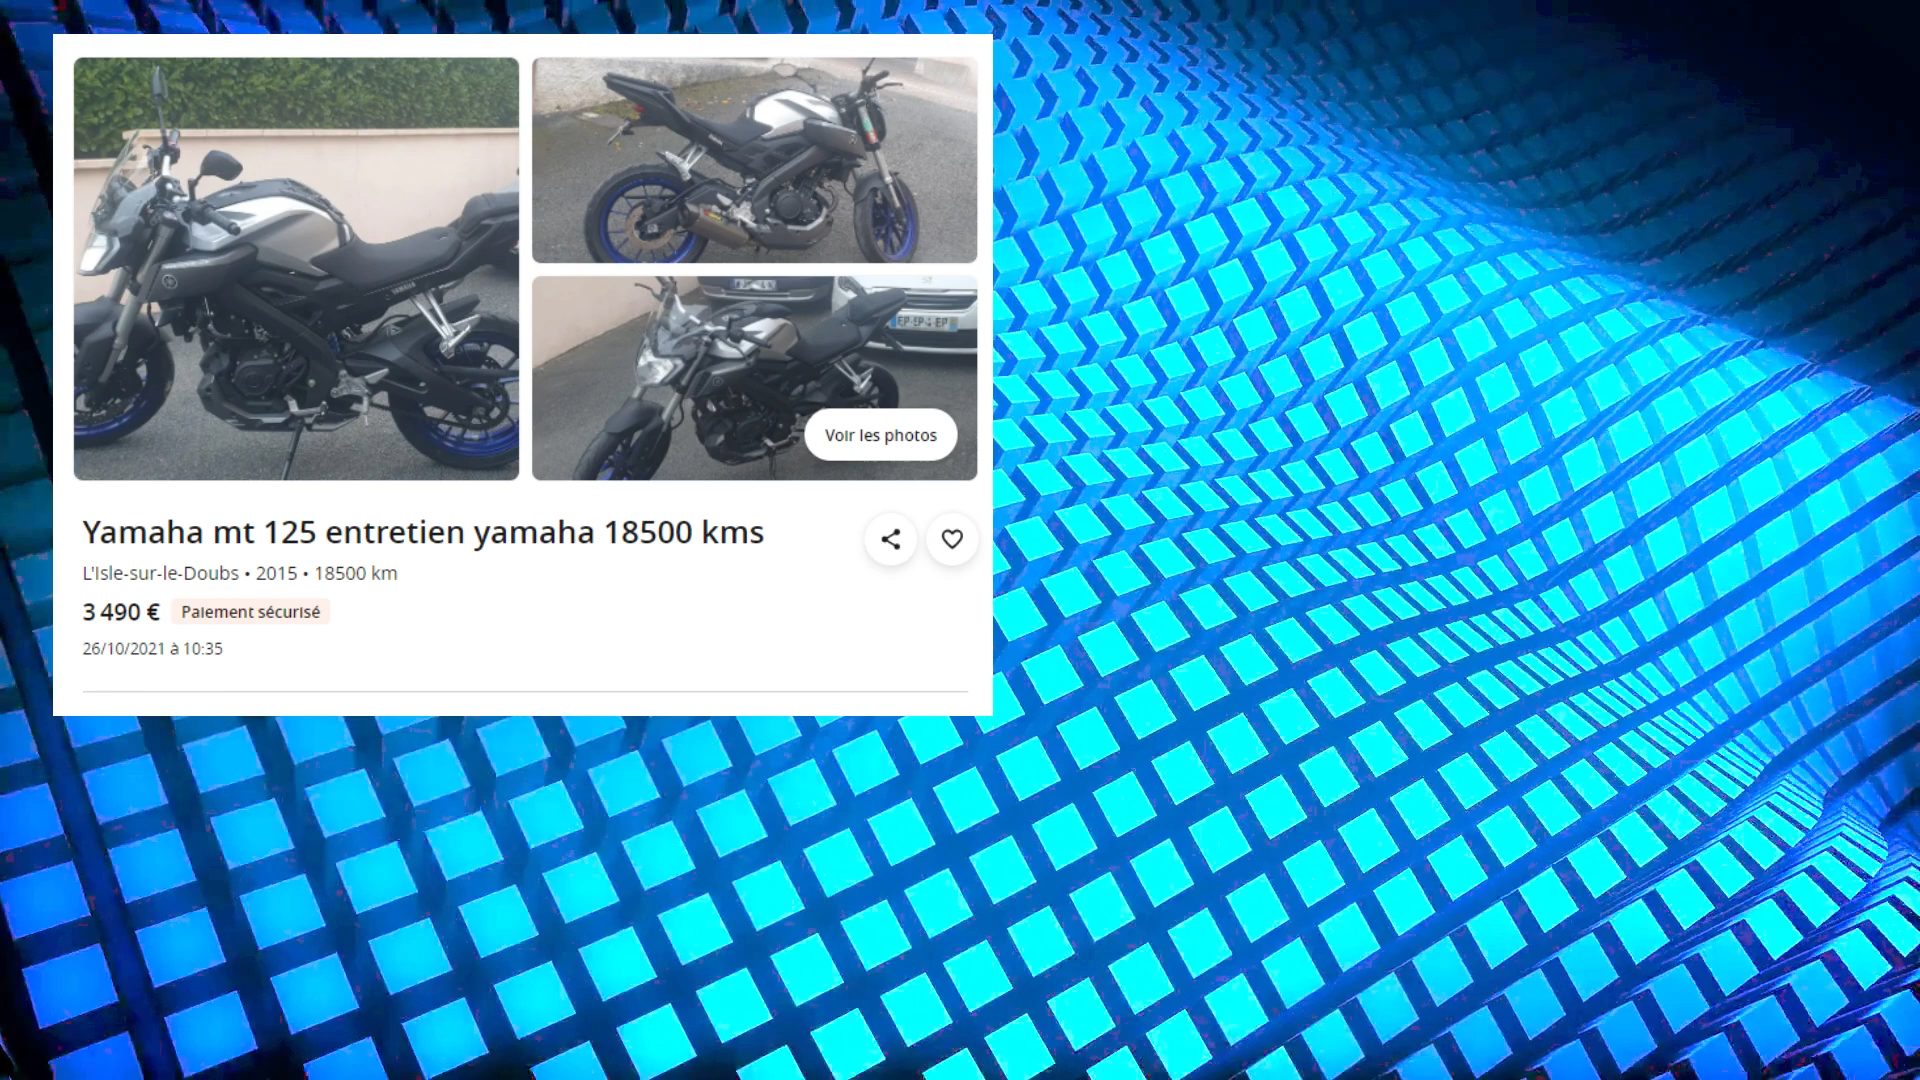 Voir les photos
Yamaha mt 125 entretien yamaha 18500 kms
L'Isle-sur-le-Doubs • 2015 • 18500 km
3 490 € Paiement sécurisé
26/10/2021 à 10:35